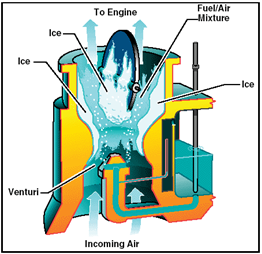 To Engine
Fuel/Air
Mixture
Ice
Ice
Ice
Venturi
Incoming Air